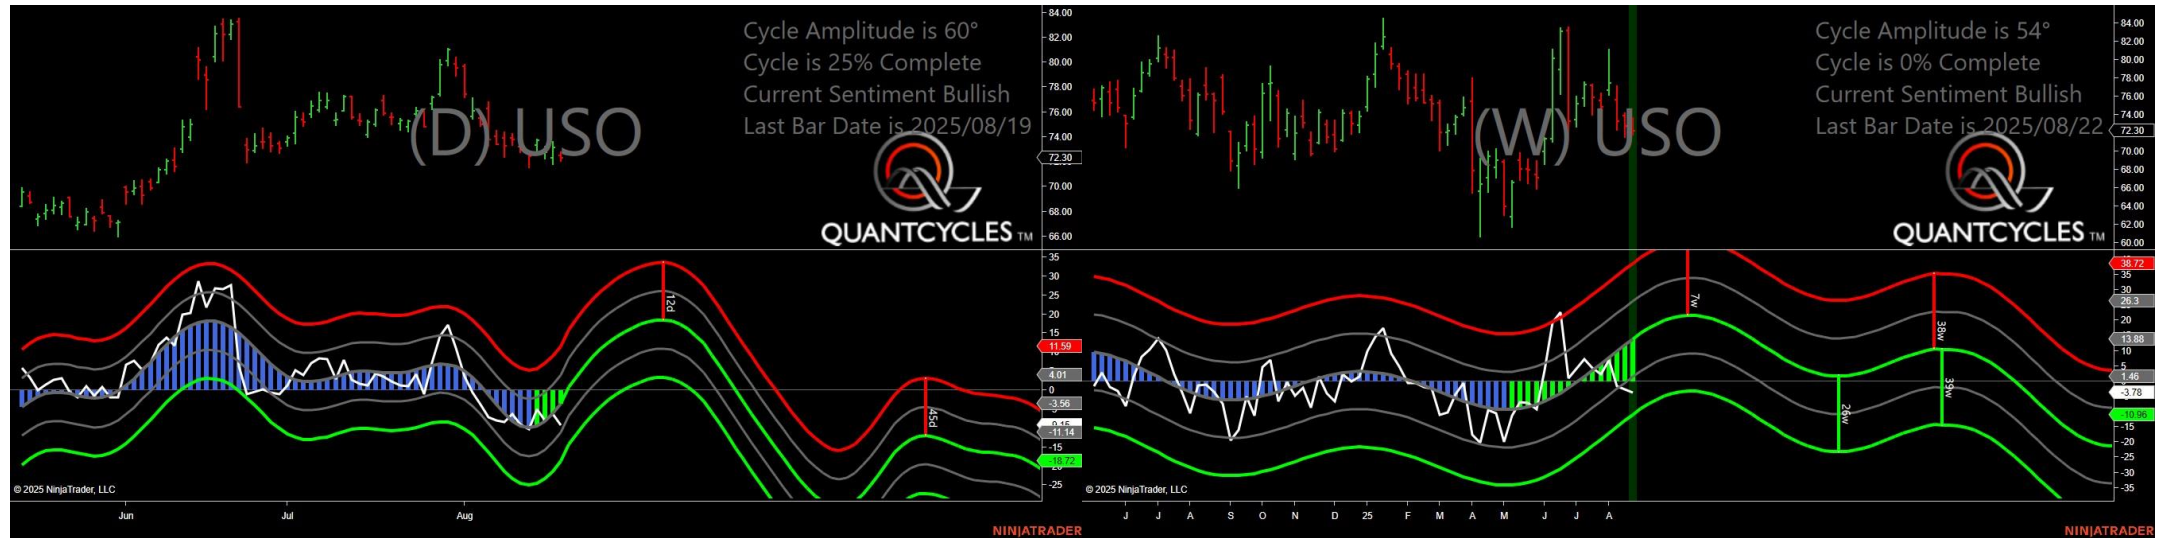 Cycle Amplitude is 60°
Cycle is 25% Complete
Current Sentiment Bullish
Last Bar Date is 2025/08/19
(D) USO
QUANTCYCLES TM
84.00
82.00
80.00
78.00
76.00
74.00
72.30
70.00
68.00
66.00
35
30
25
20
15
11.59
4.01
0
-3.56
-11.14
-15
-18.72
-25
12d
45d
© 2025 NinjaTrader, LLC
Jun Jul Aug
NINJATRADER
Cycle Amplitude is 54°
Cycle is 0% Complete
Current Sentiment Bullish
Last Bar Date is 2025/08/22
(W) USO
QUANTCYCLES TM
84.00
82.00
80.00
78.00
76.00
74.00
72.30
70.00
68.00
66.00
64.00
62.00
60.00
38.72
35
30
26.3
20
13.88
10
5
1.46
-3.78
-10.96
-15
-20
-25
-30
-35
7w
26w
38w
39w
© 2025 NinjaTrader, LLC
J J A S O N D 25 F M A M J J A
NINJATRADER